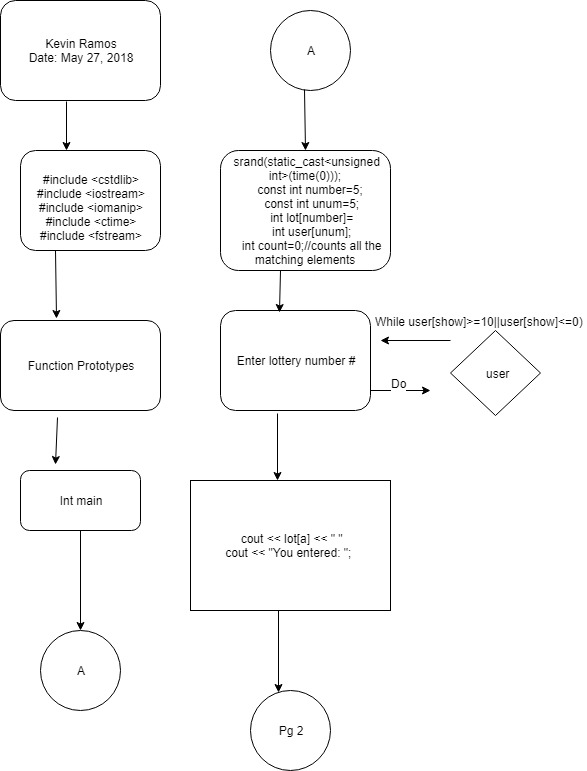 Kevin Ramos
Date: May 27, 2018
#include <cstdlib>
#include <iostream>
#include <iomanip>
#include <ctime>
#include <fstream>
Function Prototypes
Int main
A
A
srand(static_cast<unsigned
int>(time(0)));
const int number=5;
const int unum=5;
int lot[number]=
int user[unum];
int count=0;//counts all the
matching elements
Enter lottery number #
While user[show]>=10||user[show]<=0)
user
Do
cout << lot[a] << " "
cout << "You entered: ";
Pg 2